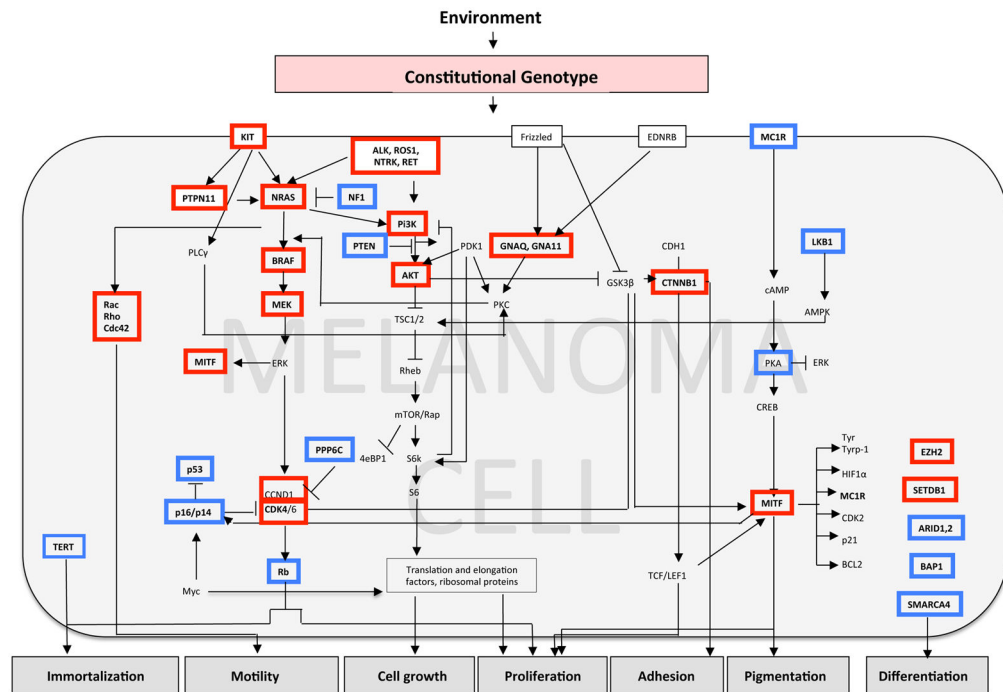 Environment
Constitutional Genotype
MELANOMA
CELL
KIT
ALK, ROS1,
NTRK, RET
Frizzled
EDNRB
MC1R
PTPN11
NRAS
NF1
Pi3K
PTEN
PDK1
GNAQ, GNA11
LKB1
PLCγ
BRAF
AKT
CDH1
GSK3β
CTNNB1
cAMP
Rac
Rho
Cdc42
MEK
PKC
TSC1/2
AMPK
MITF
ERK
Rheb
PKA
ERK
CREB
mTOR/Rap
PPP6C
4eBP1
S6k
Tyr
Tyrp-1
EZH2
p53
HIF1α
S6
CCND1
SETDB1
MC1R
p16/p14
CDK4/6
MITF
CDK2
ARID1,2
p21
TERT
Rb
Translation and elongation
factors, ribosomal proteins
TCF/LEF1
BCL2
BAP1
Myc
SMARCA4
Immortalization
Motility
Cell growth
Proliferation
Adhesion
Pigmentation
Differentiation